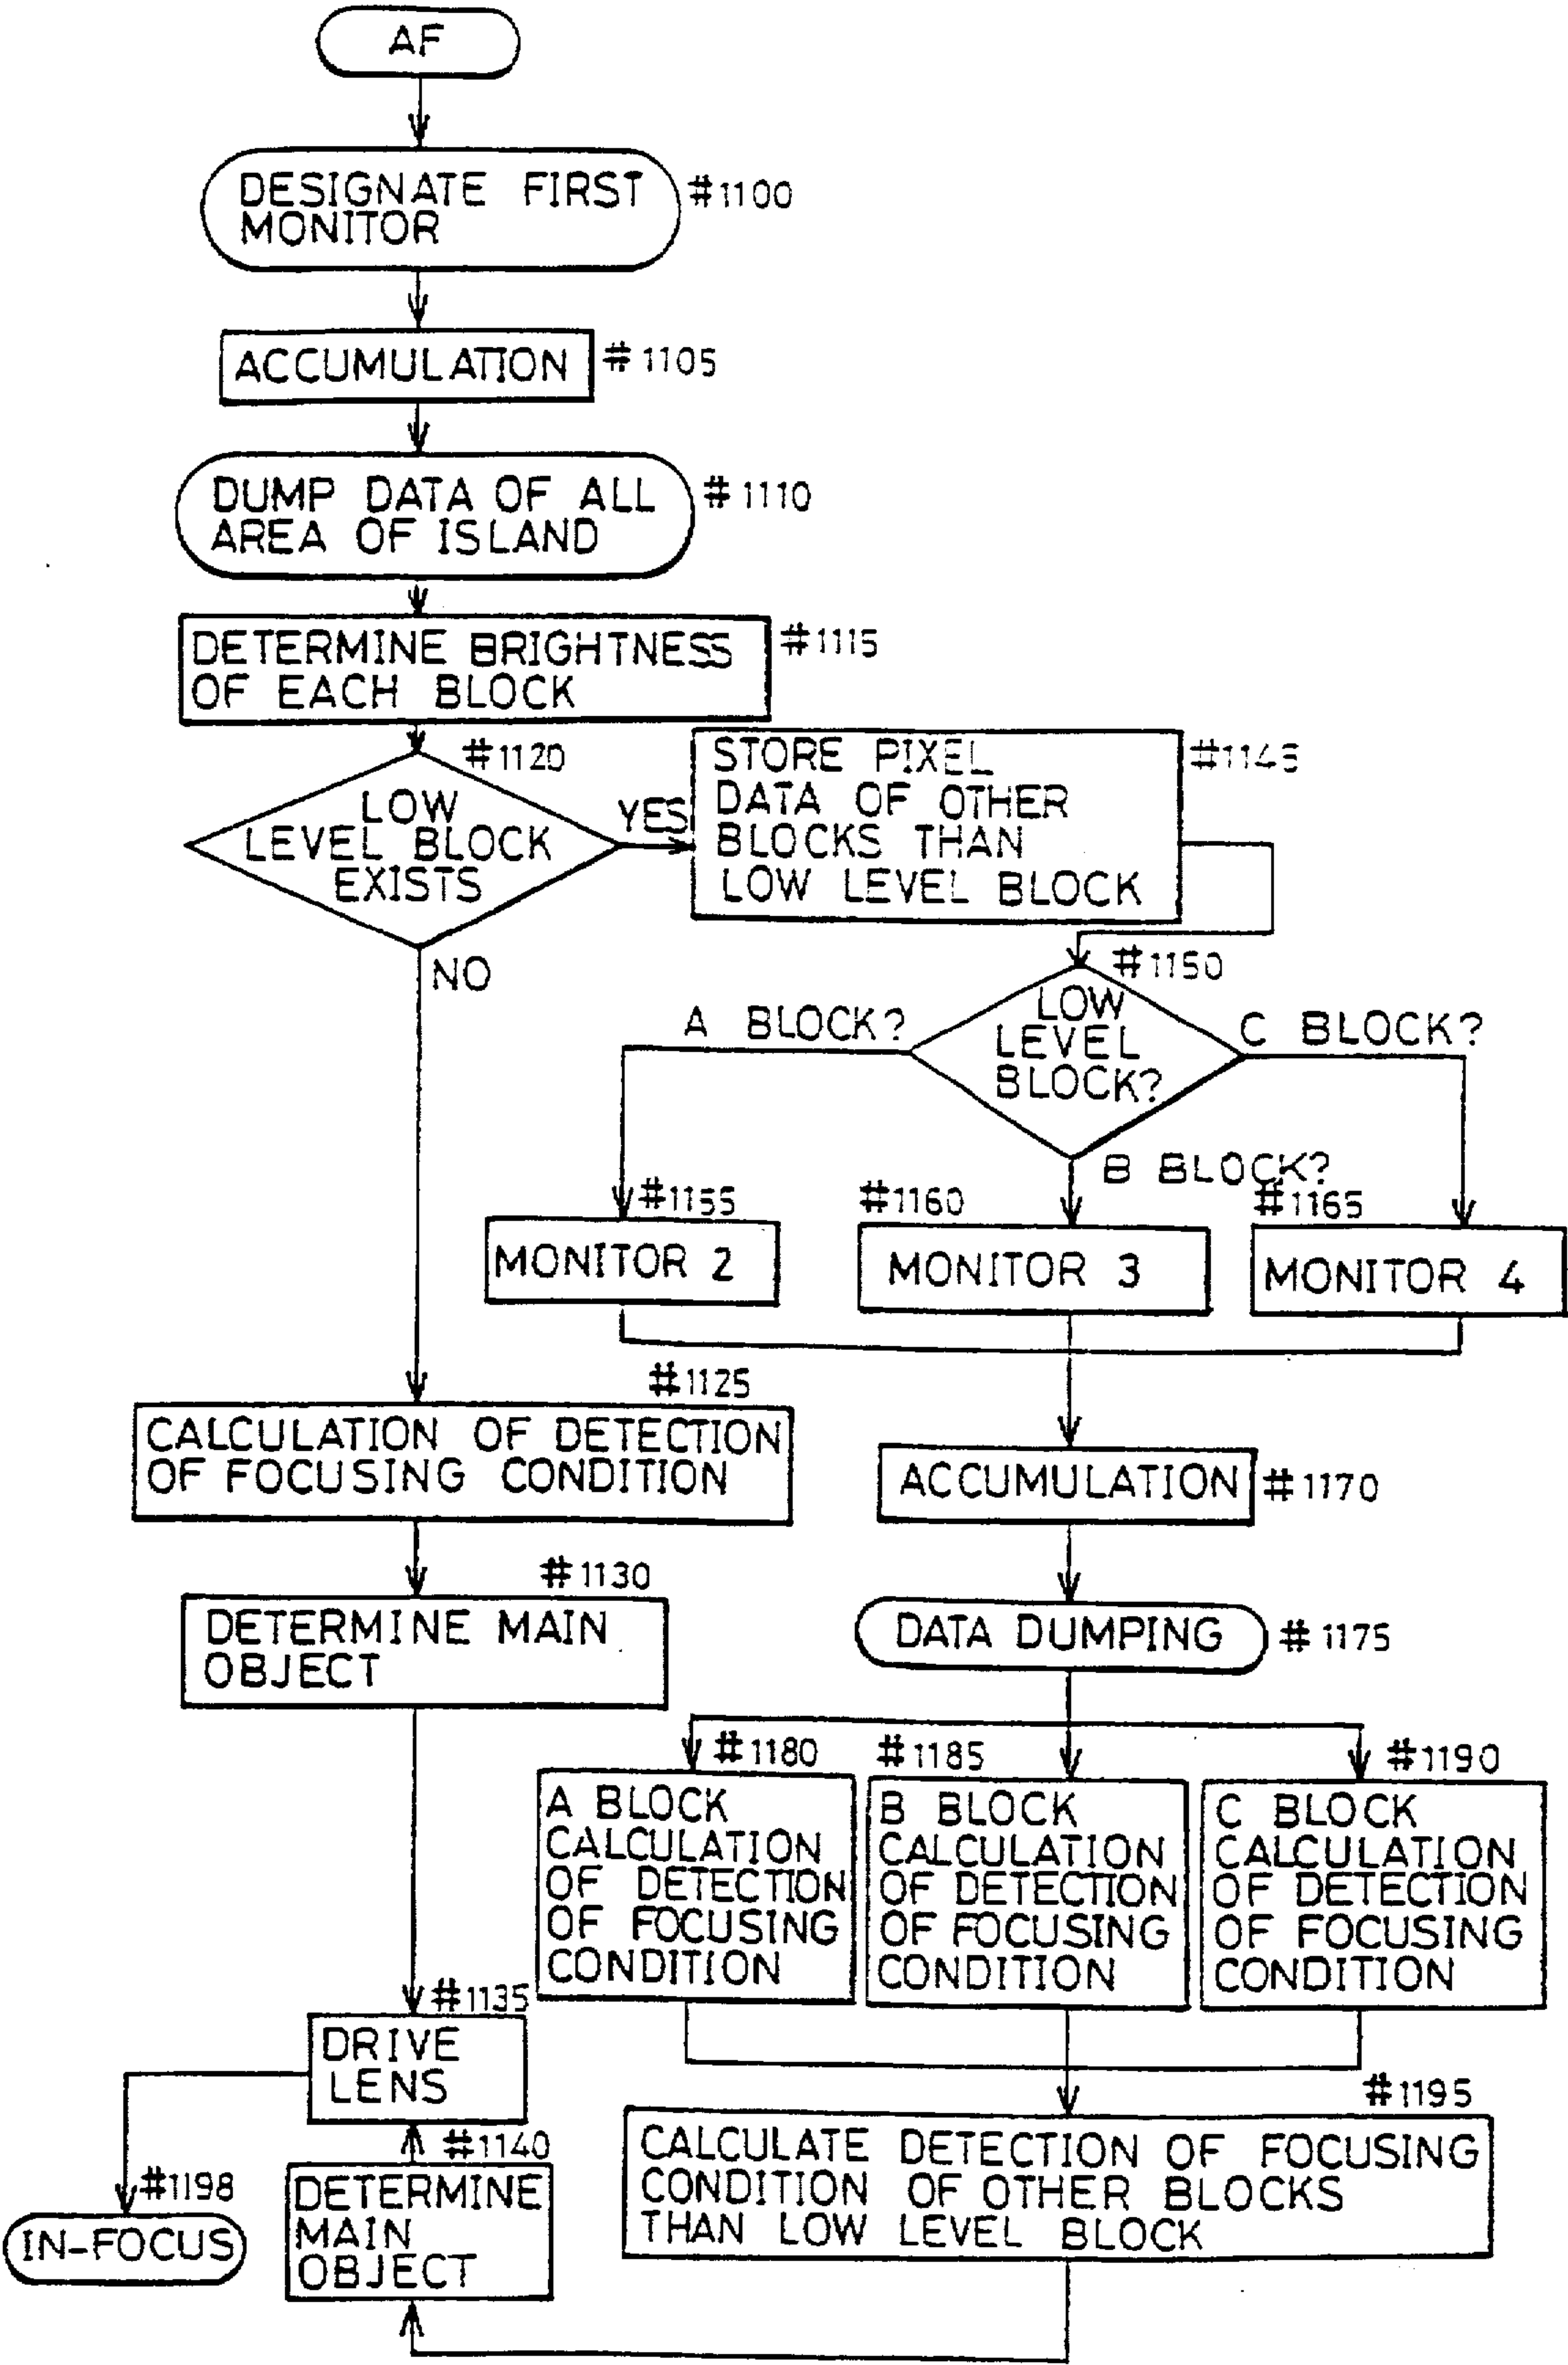 AF
DESIGNATE FIRST
MONITOR
#1100
ACCUMULATION
#1105
DUMP DATA OF ALL
AREA OF ISLAND
#1110
DETERMINE BRIGHTNESS
OF EACH BLOCK
#1115
#1120
LOW
LEVEL BLOCK
EXISTS
YES
NO
STORE PIXEL
DATA OF OTHER
BLOCKS THAN
LOW LEVEL BLOCK
#1145
#1150
LOW
LEVEL
BLOCK?
A BLOCK?
C BLOCK?
B BLOCK?
#1155
MONITOR 2
#1160
MONITOR 3
#1165
MONITOR 4
#1125
CALCULATION OF DETECTION
OF FOCUSING CONDITION
ACCUMULATION
#1170
#1130
DETERMINE MAIN
OBJECT
DATA DUMPING
#1175
#1180
A BLOCK
CALCULATION
OF DETECTION
OF FOCUSING
CONDITION
#1185
B BLOCK
CALCULATION
OF DETECTION
OF FOCUSING
CONDITION
#1190
C BLOCK
CALCULATION
OF DETECTION
OF FOCUSING
CONDITION
#1135
DRIVE
LENS
#1195
CALCULATE DETECTION OF FOCUSING
CONDITION OF OTHER BLOCKS
THAN LOW LEVEL BLOCK
#1140
DETERMINE
MAIN
OBJECT
#1198
IN-FOCUS